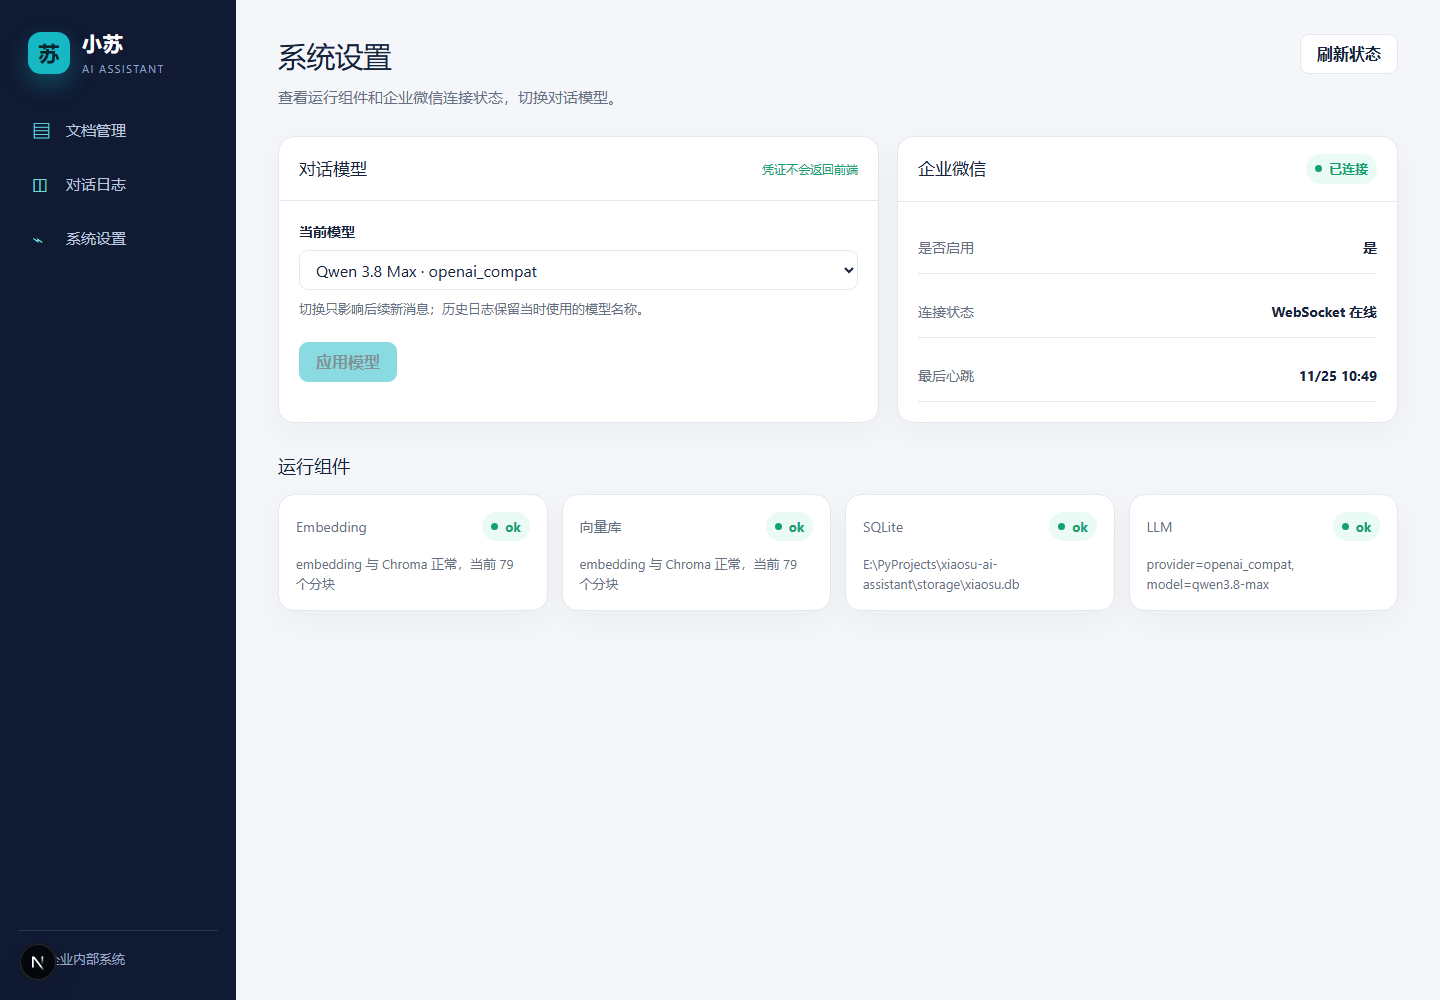 苏
小苏
AI ASSISTANT
文档管理
对话日志
系统设置
企业内部系统
N
系统设置
查看运行组件和企业微信连接状态，切换对话模型。
刷新状态
对话模型
凭证不会返回前端
当前模型
Qwen 3.8 Max · openai_compat
切换只影响后续新消息；历史日志保留当时使用的模型名称。
应用模型
企业微信
已连接
是否启用
是
连接状态
WebSocket 在线
最后心跳
11/25 10:49
运行组件
Embedding
ok
embedding 与 Chroma 正常，当前 79
个分块
向量库
ok
embedding 与 Chroma 正常，当前 79
个分块
SQLite
ok
E:\PyProjects\xiaosu-ai-
assistant\storage\xiaosu.db
LLM
ok
provider=openai_compat,
model=qwen3.8-max